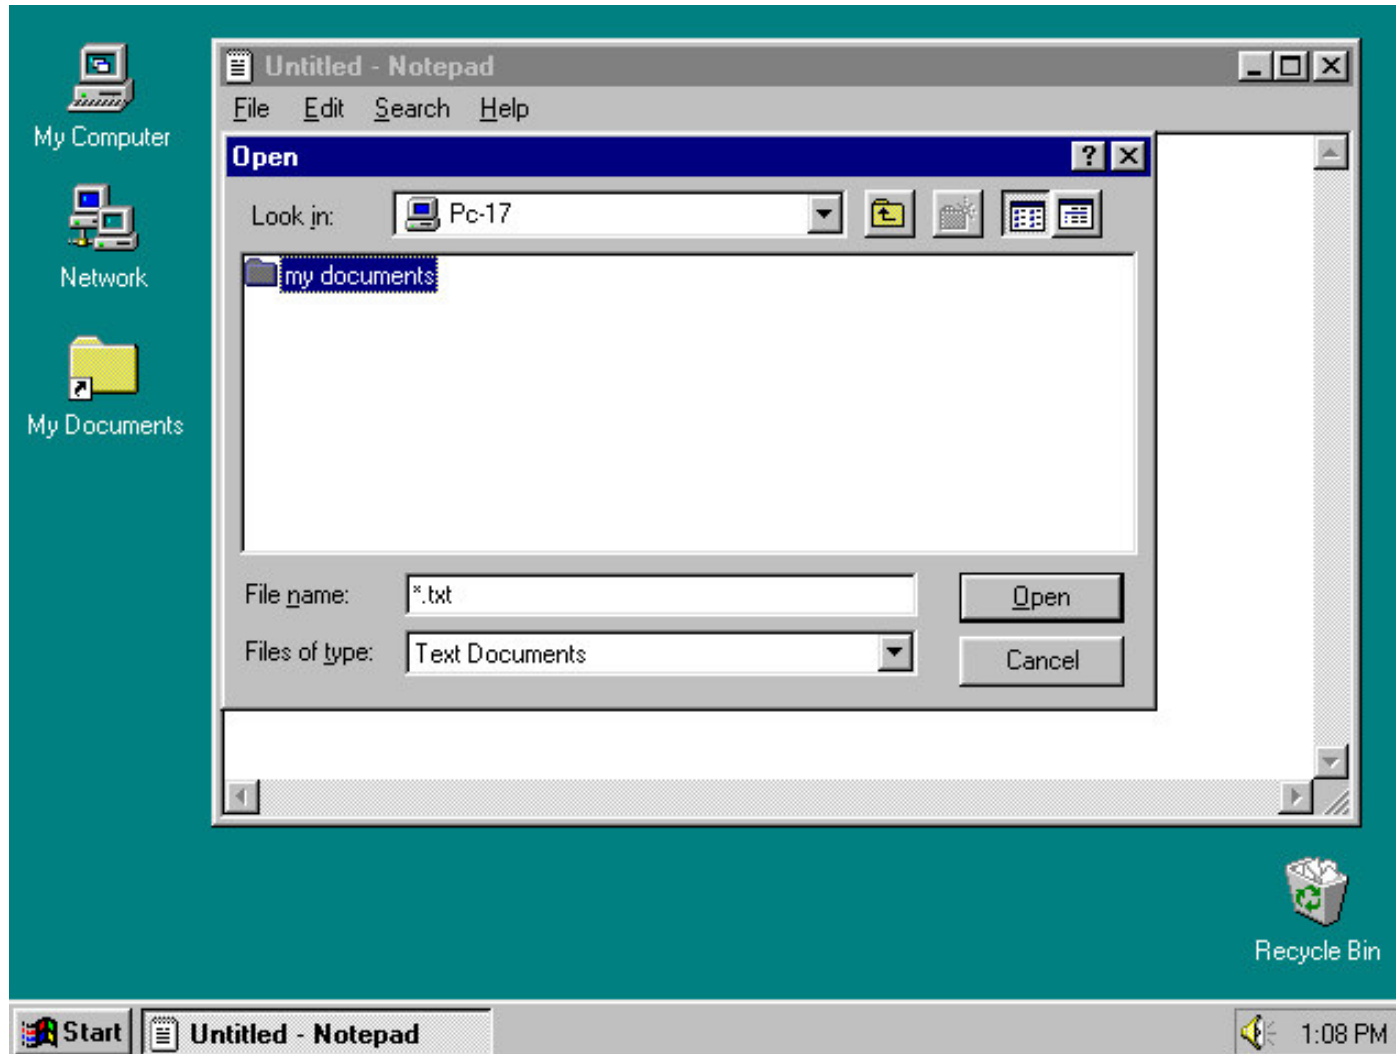 My Computer
Network
My Documents
Untitled - Notepad
File Edit Search Help
Open
Look in: Pc-17
my documents
File name: *.txt
Open
Files of type: Text Documents
Cancel
Recycle Bin
Start Untitled - Notepad 1:08 PM